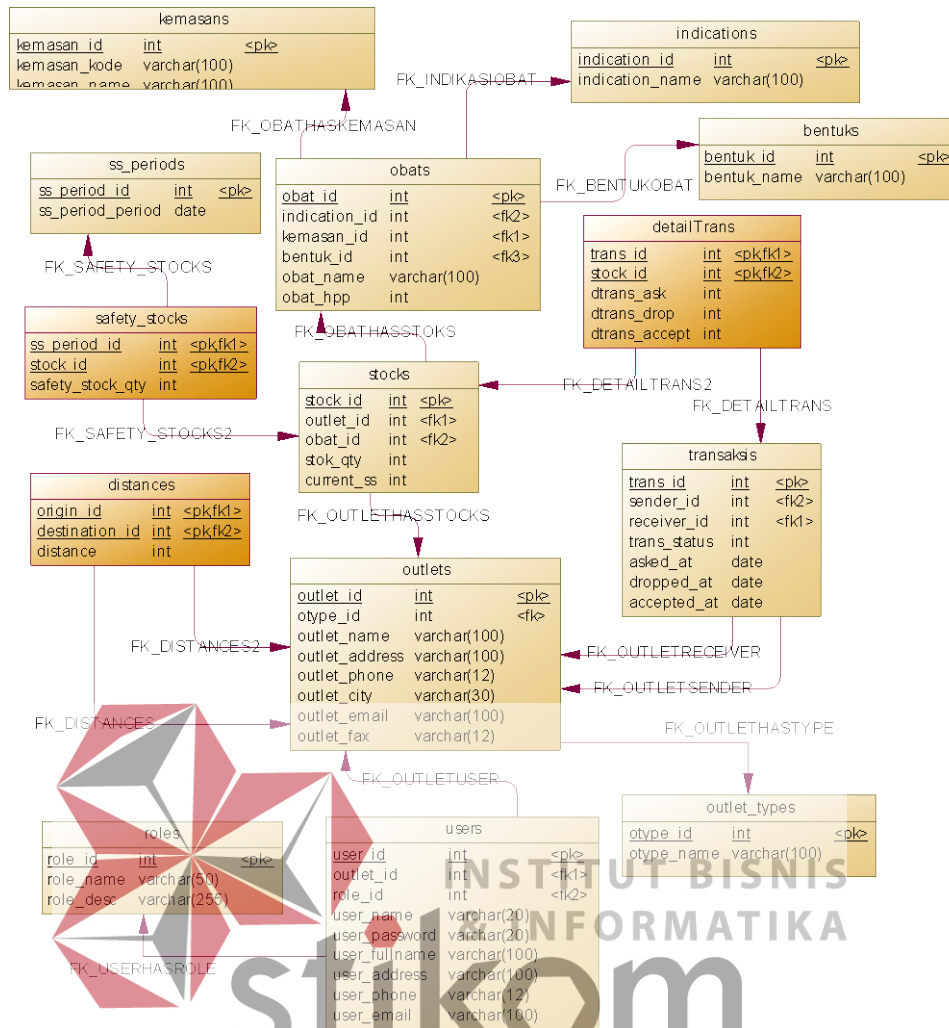 kemasans
kemasan_id int <pk>
kemasan_kode varchar(100)
kemasan_name varchar(100)
indications
indication_id int <pk>
indication_name varchar(100)
FK_INDIKASIOBAT
FK_OBATHASKEMASAN
bentuks
bentuk_id int <pk>
bentuk_name varchar(100)
FK_BENTUKOBAT
ss_periods
ss_period_id int <pk>
ss_period_period date
obats
obat_id int <pk>
indication_id int <fk2>
kemasan_id int <fk1>
bentuk_id int <fk3>
obat_name varchar(100)
obat_hpp int
detailTrans
trans_id int <pk,fk1>
stock_id int <pk,fk2>
dtrans_ask int
dtrans_drop int
dtrans_accept int
FK_SAFETY_STOCKS
safety_stocks
ss_period_id int <pk,fk1>
stock_id int <pk,fk2>
safety_stock_qty int
FK_OBATHASSTOKS
stocks
stock_id int <pk>
outlet_id int <fk1>
obat_id int <fk2>
stok_qty int
current_ss int
FK_DETAILTRANS2
FK_DETAILTRANS
FK_SAFETY_STOCKS2
transaksis
trans_id int <pk>
sender_id int <fk2>
receiver_id int <fk1>
trans_status int
asked_at date
dropped_at date
accepted_at date
distances
origin_id int <pk,fk1>
destination_id int <pk,fk2>
distance int
FK_OUTLETHASSTOCKS
outlets
outlet_id int <pk>
otype_id int <fk>
outlet_name varchar(100)
outlet_address varchar(100)
outlet_phone varchar(12)
outlet_city varchar(30)
outlet_email varchar(100)
outlet_fax varchar(12)
FK_DISTANCES2
FK_OUTLETRECEIVER
FK_OUTLETSENDER
FK_DISTANCES
FK_OUTLETHASTYPE
FK_OUTLETUSER
outlet_types
otype_id int <pk>
otype_name varchar(100)
roles
role_id int <pk>
role_name varchar(50)
role_desc varchar(255)
users
user_id int <pk>
outlet_id int <fk1>
role_id int <fk2>
user_name varchar(20)
user_password varchar(20)
user_fullname varchar(100)
user_address varchar(100)
user_phone varchar(12)
user_email varchar(100)
FK_USERHASROLE
INSTITUT BISNIS
& INFORMATIKA
stikom